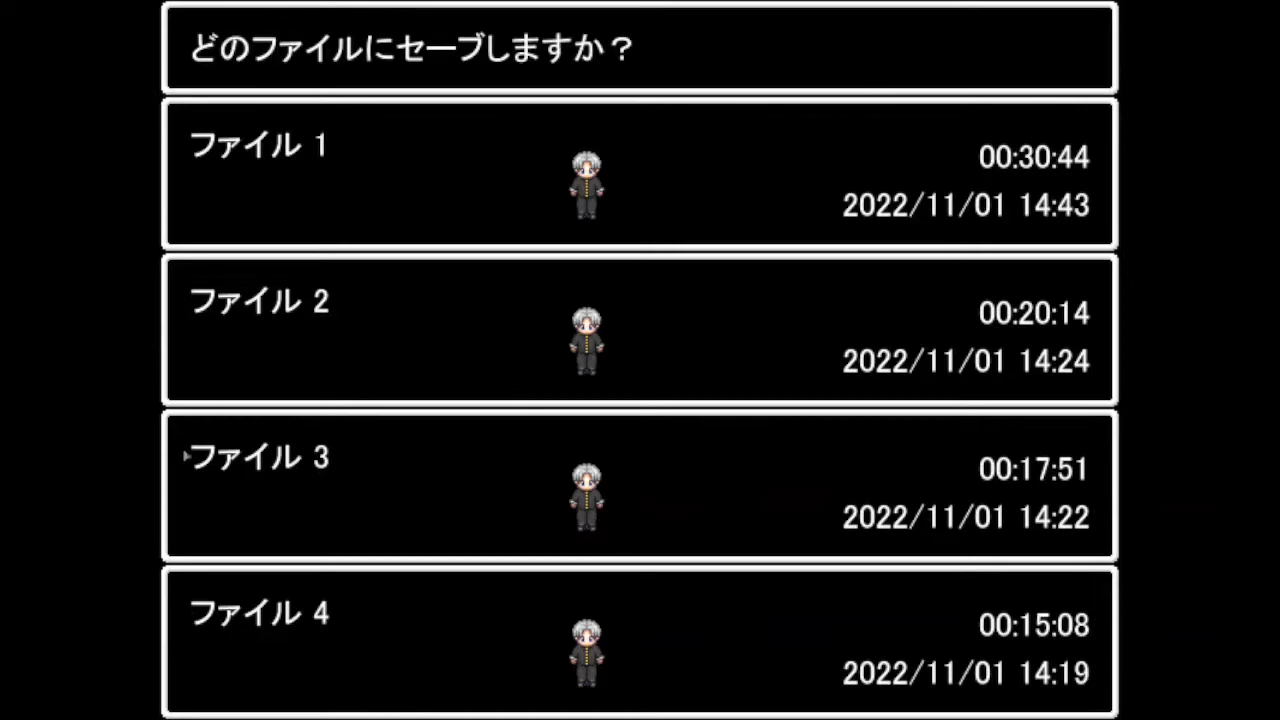 どのファイルにセーブしますか？
ファイル 1
00:30:44
2022/11/01 14:43
ファイル 2
00:20:14
2022/11/01 14:24
ファイル 3
00:17:51
2022/11/01 14:22
ファイル 4
00:15:08
2022/11/01 14:19